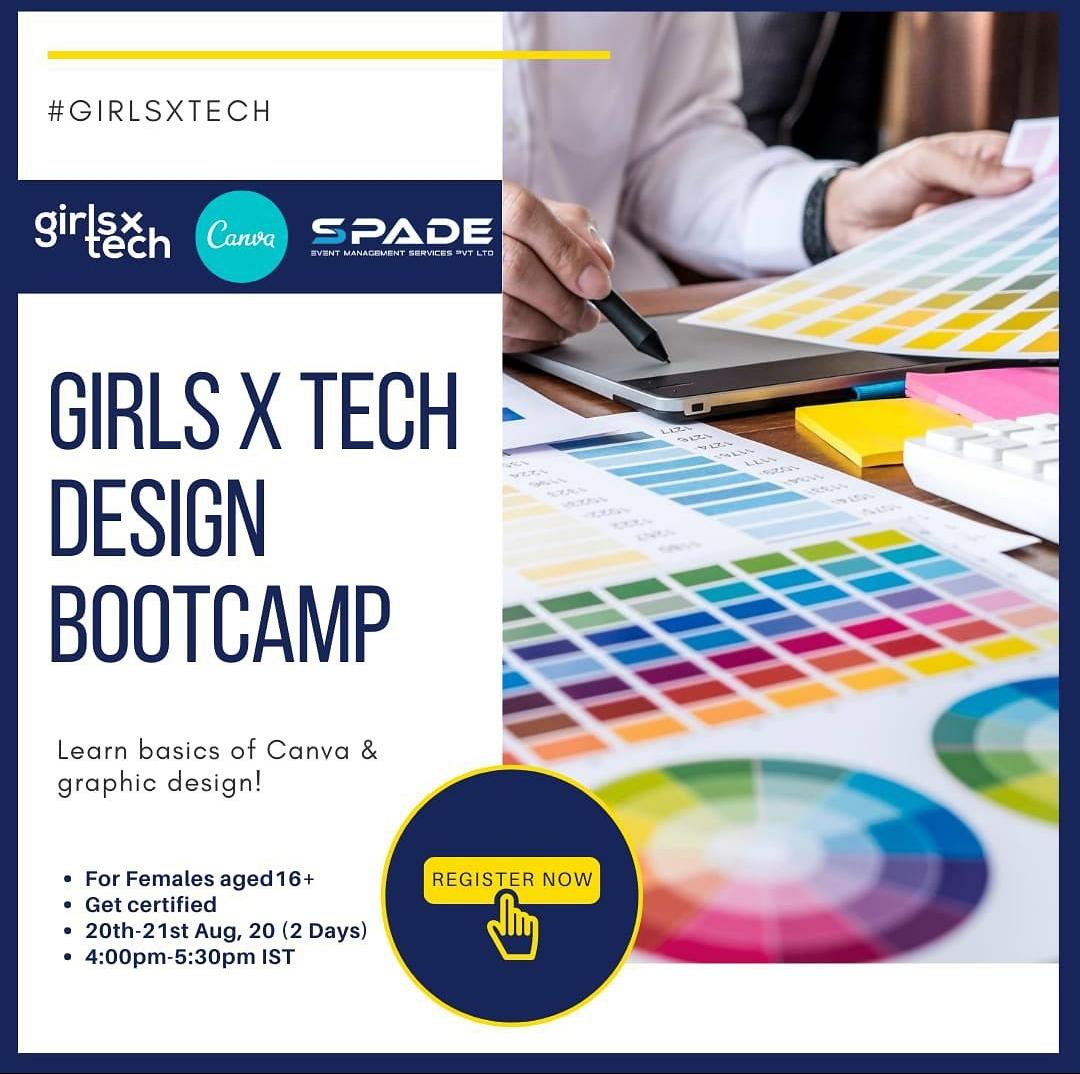 #GIRLSXTECH
girlsx
tech
Canva
SPADE
EVENT MANAGEMENT SERVICES PVT LTD
GIRLS X TECH
DESIGN
BOOTCAMP
Learn basics of Canva &
graphic design!
• For Females aged16+
• Get certified
• 20th-21st Aug, 20 (2 Days)
• 4:00pm-5:30pm IST
REGISTER NOW